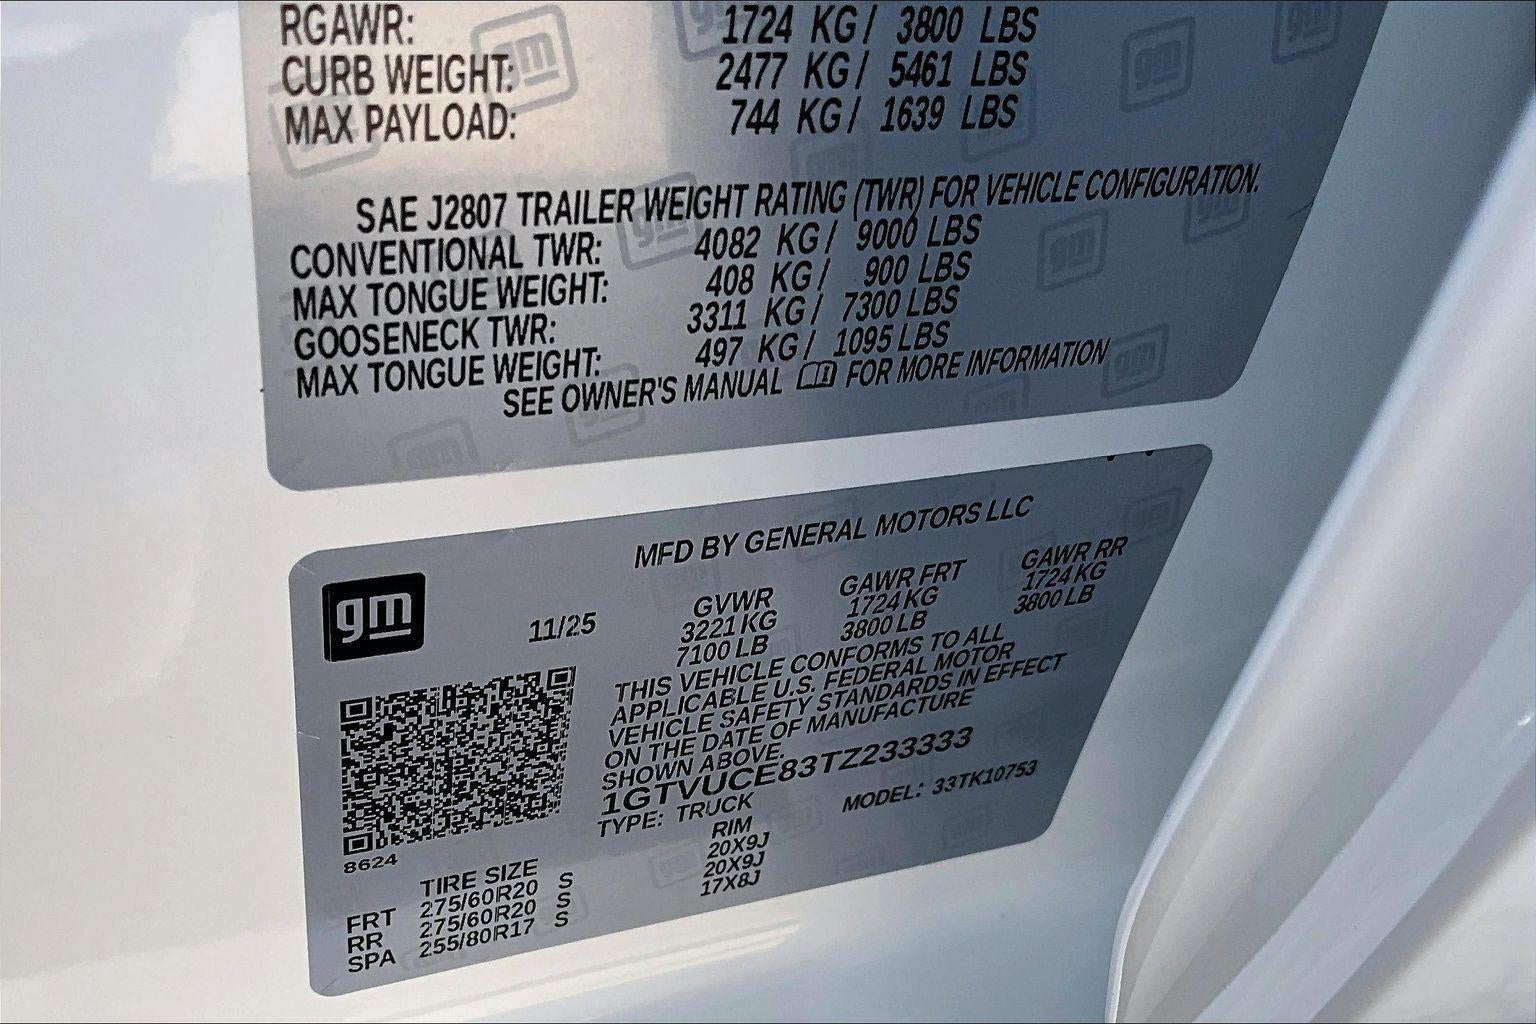 RGAWR: 1724 KG / 3800 LBS
CURB WEIGHT: 2477 KG / 5461 LBS
MAX PAYLOAD: 744 KG / 1639 LBS
SAE J2807 TRAILER WEIGHT RATING (TWR) FOR VEHICLE CONFIGURATION.
CONVENTIONAL TWR: 4082 KG / 9000 LBS
MAX TONGUE WEIGHT: 408 KG / 900 LBS
GOOSENECK TWR: 3311 KG / 7300 LBS
MAX TONGUE WEIGHT: 497 KG / 1095 LBS
SEE OWNER'S MANUAL FOR MORE INFORMATION
MFD BY GENERAL MOTORS LLC
gm
11/25
GVWR GAWR FRT GAWR RR
3221 KG 1724 KG 1724 KG
7100 LB 3800 LB 3800 LB
THIS VEHICLE CONFORMS TO ALL
APPLICABLE U.S. FEDERAL MOTOR
VEHICLE SAFETY STANDARDS IN EFFECT
ON THE DATE OF MANUFACTURE
SHOWN ABOVE.
1GTVUCE83TZ233333
TYPE: TRUCK MODEL: 33TK10753
8624
TIRE SIZE RIM
FRT 275/60R20 S 20X9J
RR 275/60R20 S 20X9J
SPA 255/80R17 S 17X8J